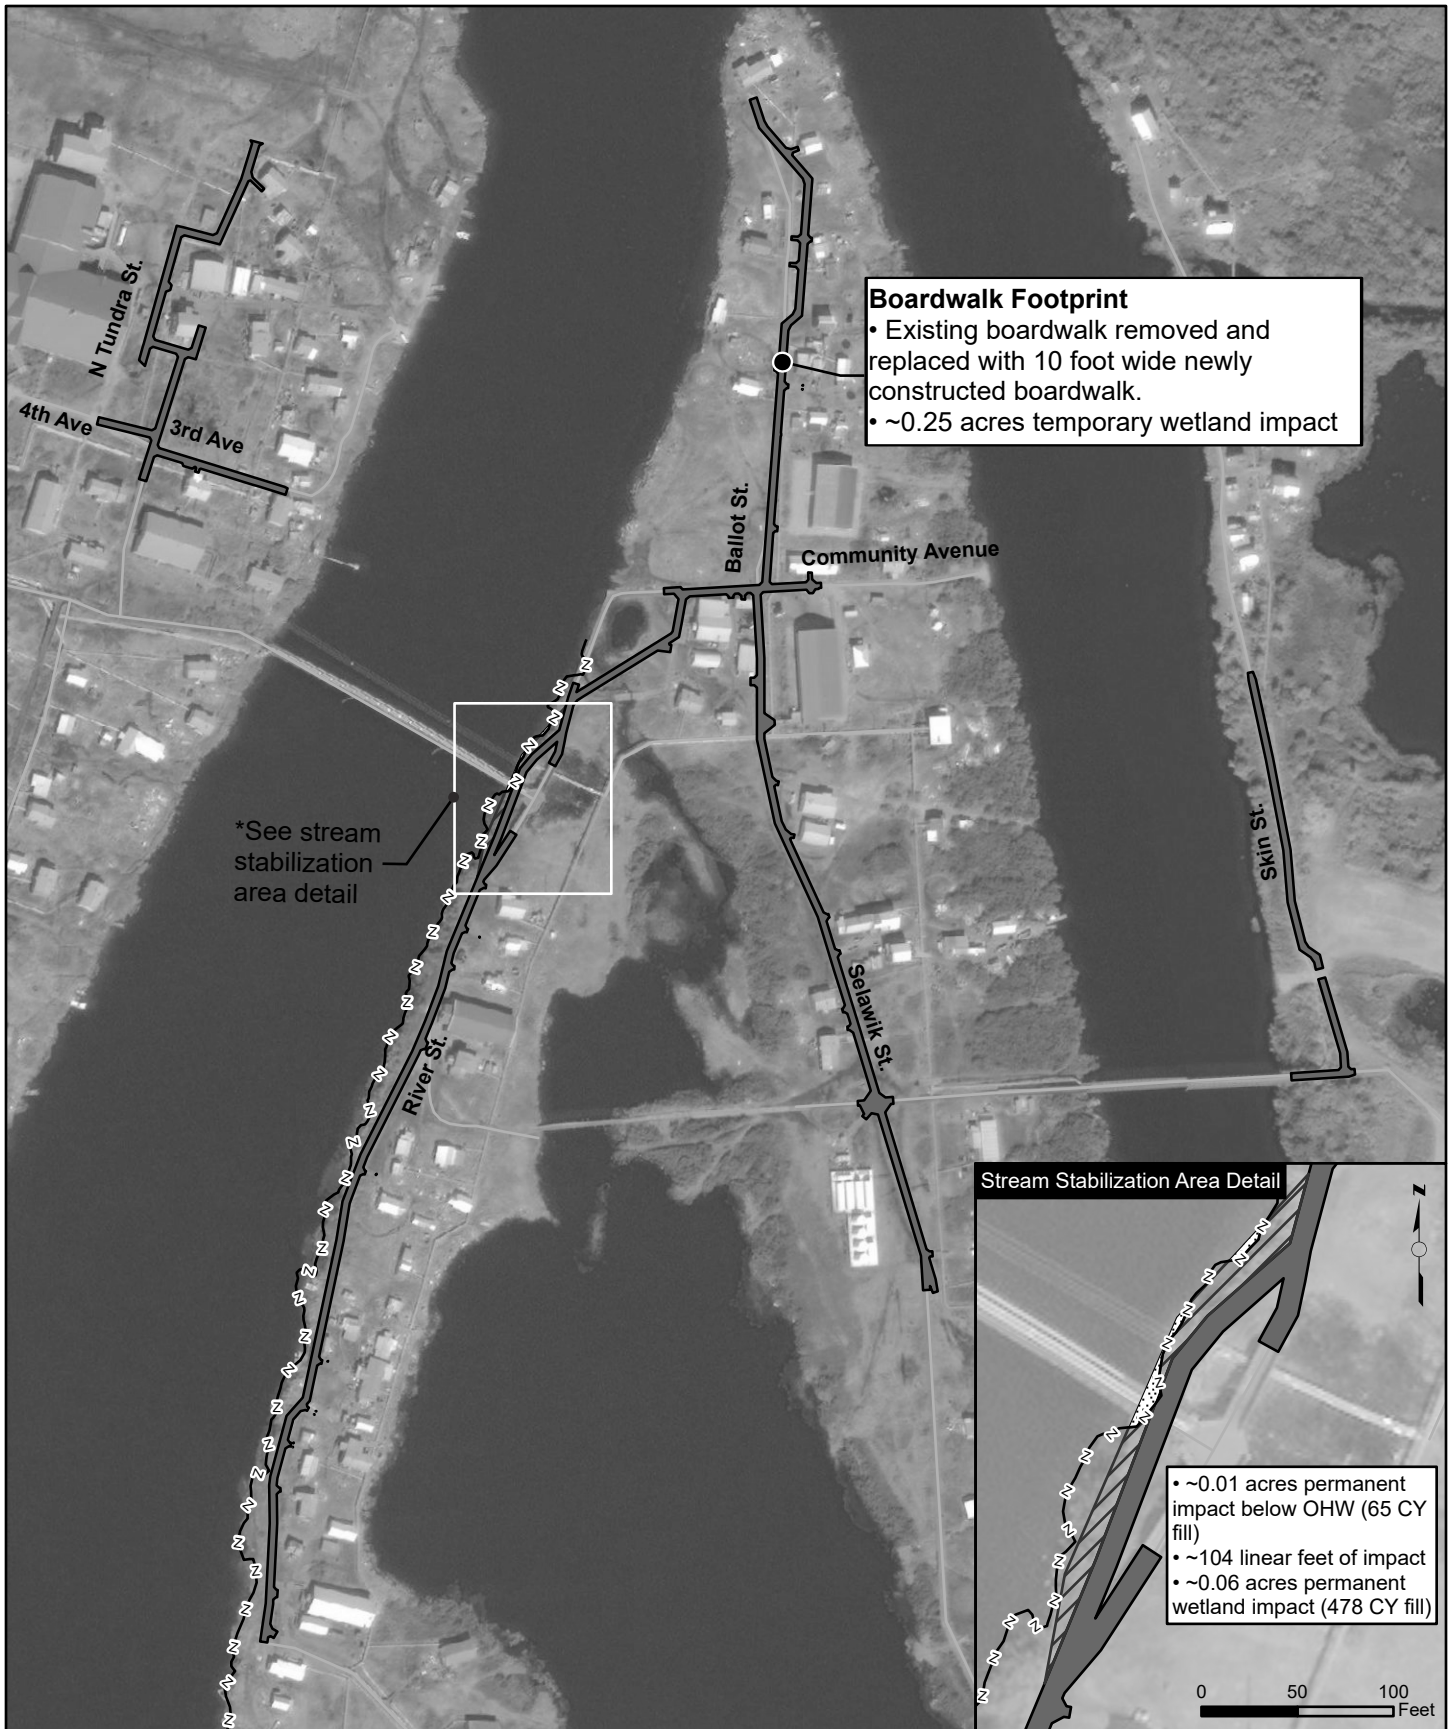 N Tundra St.
4th Ave
3rd Ave
Boardwalk Footprint
• Existing boardwalk removed and
replaced with 10 foot wide newly
constructed boardwalk.
• ~0.25 acres temporary wetland impact
Ballot St.
Community Avenue
*See stream
stabilization
area detail
Skin St.
Selawik St.
River St.
Stream Stabilization Area Detail
z
• ~0.01 acres permanent
impact below OHW (65 CY
fill)
• ~104 linear feet of impact
• ~0.06 acres permanent
wetland impact (478 CY fill)
0 50 100
Feet